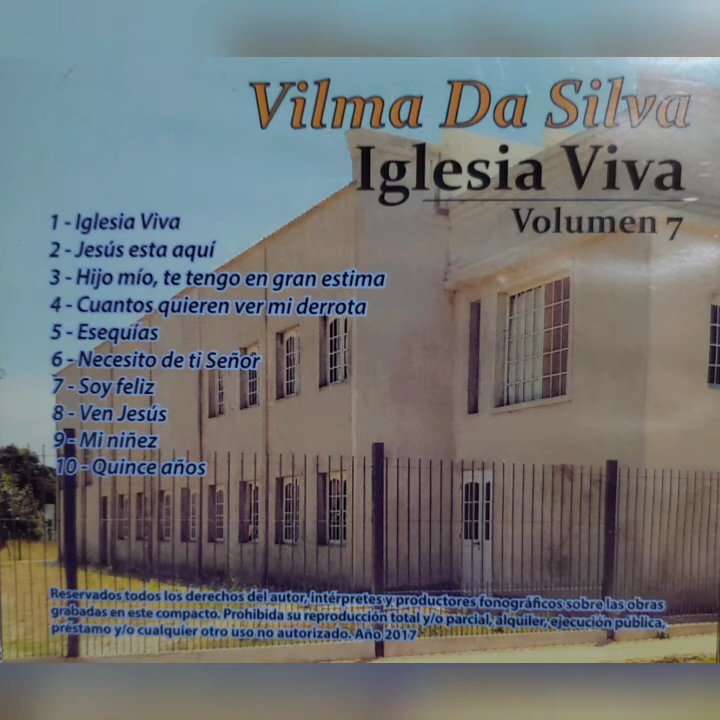 Vilma Da Silva
Iglesia Viva
Volumen 7
1 - Iglesia Viva
2 - Jesús esta aquí
3 - Hijo mío, te tengo en gran estima
4 - Cuantos quieren ver mi derrota
5 - Esequías
6 - Necesito de ti Señor
7 - Soy feliz
8 - Ven Jesús
9 - Mi niñez
10 - Quince años
Reservados todos los derechos del autor, intérpretes y productores fonográficos sobre las obras
grabadas en este compacto. Prohibida su reproducción total y/o parcial, alquiler, ejecución pública,
préstamo y/o cualquier otro uso no autorizado. Año 2017